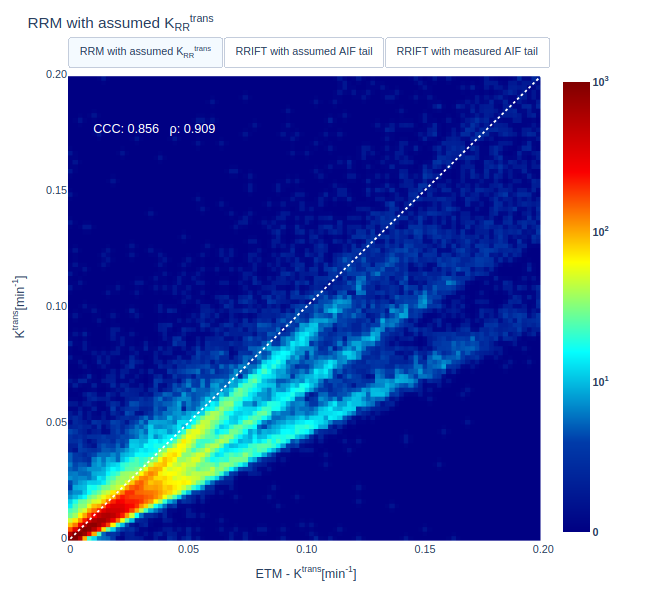 RRM with assumed K_RR^trans
RRM with assumed K_RR^trans RRIFT with assumed AIF tail RRIFT with measured AIF tail
CCC: 0.856 ρ: 0.909
K^trans[min^-1]
0.20
0.15
0.10
0.05
0
0 0.05 0.10 0.15 0.20
ETM - K^trans[min^-1]
10^3
10^2
10^1
0